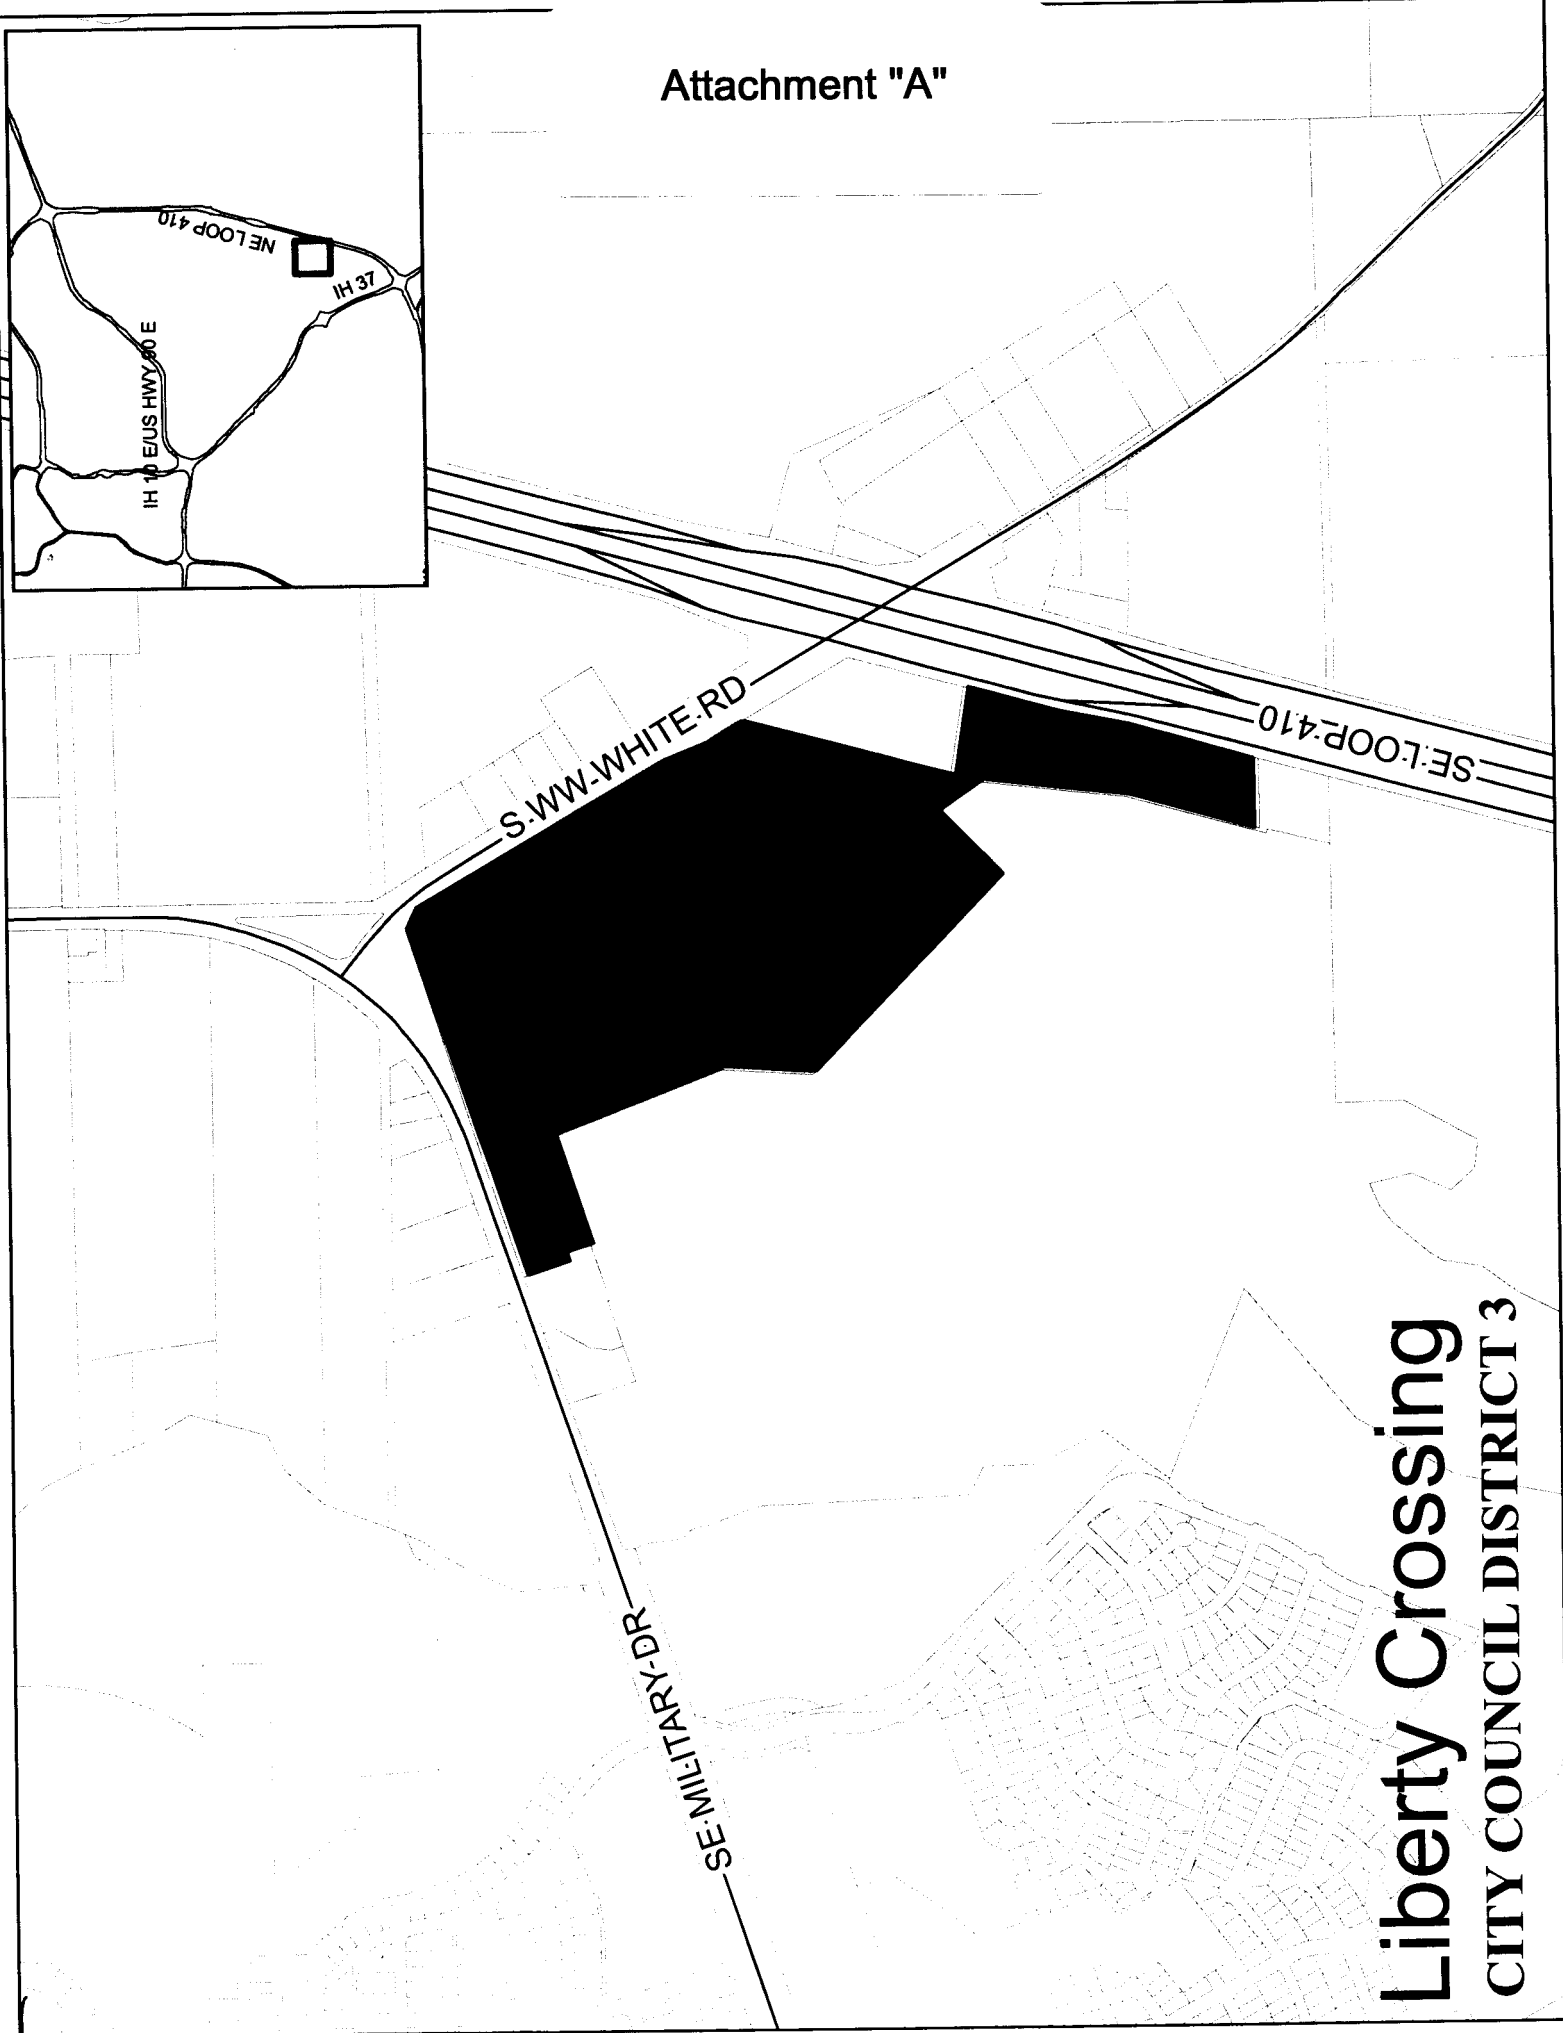 Attachment "A"
NE LOOP 410
IH 37
IH 10 E/US HWY 90 E
S WW WHITE RD
SE LOOP 410
SE MILITARY DR
Liberty Crossing
CITY COUNCIL DISTRICT 3